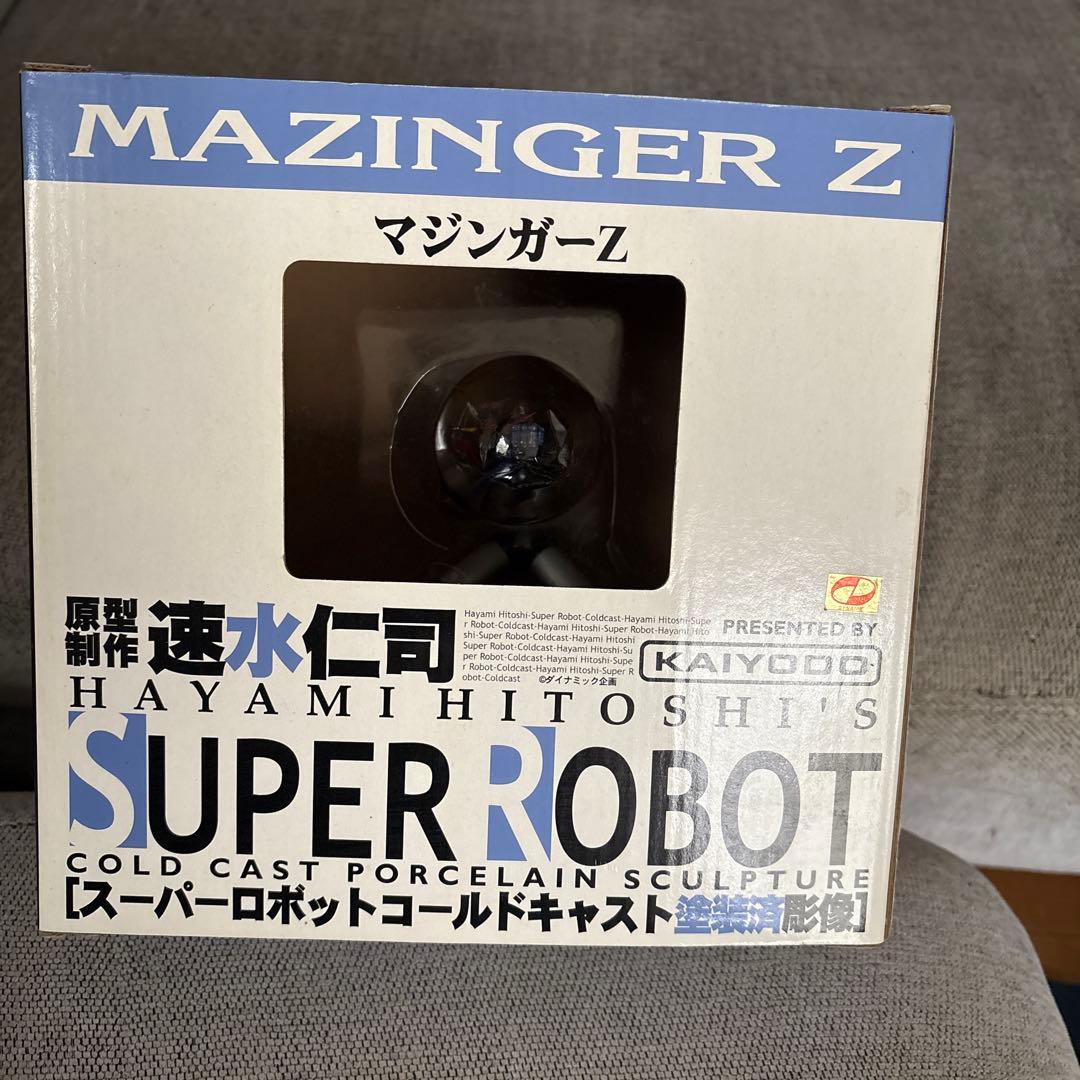 MAZINGER Z
マジンガーZ
原型
制作
速水仁司
Hayami Hitoshi-Super Robot-Coldcast-Hayami Hitoshi-Supe
r Robot-Coldcast-Hayami Hitoshi-Super Robot-Hayami Hito
shi-Super Robot-Coldcast-Hayami Hitoshi
Super Robot-Coldcast-Hayami Hitoshi-Su
per Robot-Coldcast-Hayami Hitoshi-Supe
r Robot-Coldcast-Hayami Hitoshi-Super R
obot-Coldcast ©ダイナミック企画
PRESENTED BY
KAIYODO
HAYAMI HITOSHI'S
SUPER ROBOT
COLD CAST PORCELAIN SCULPTURE
[スーパーロボットコールドキャスト塗装済彫像]